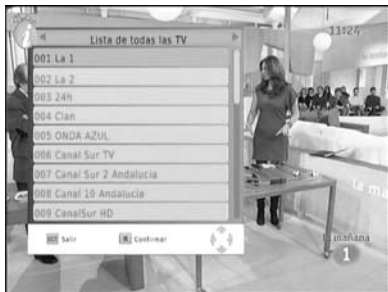 11:24
Lista de todas las TV
001 La 1
002 La 2
003 24h
004 Clan
005 ONDA AZUL
006 Canal Sur TV
007 Canal Sur 2 Andalucia
008 Canal 10 Andalucia
009 CanalSur HD
Salir
Confirmar
la mañana
1